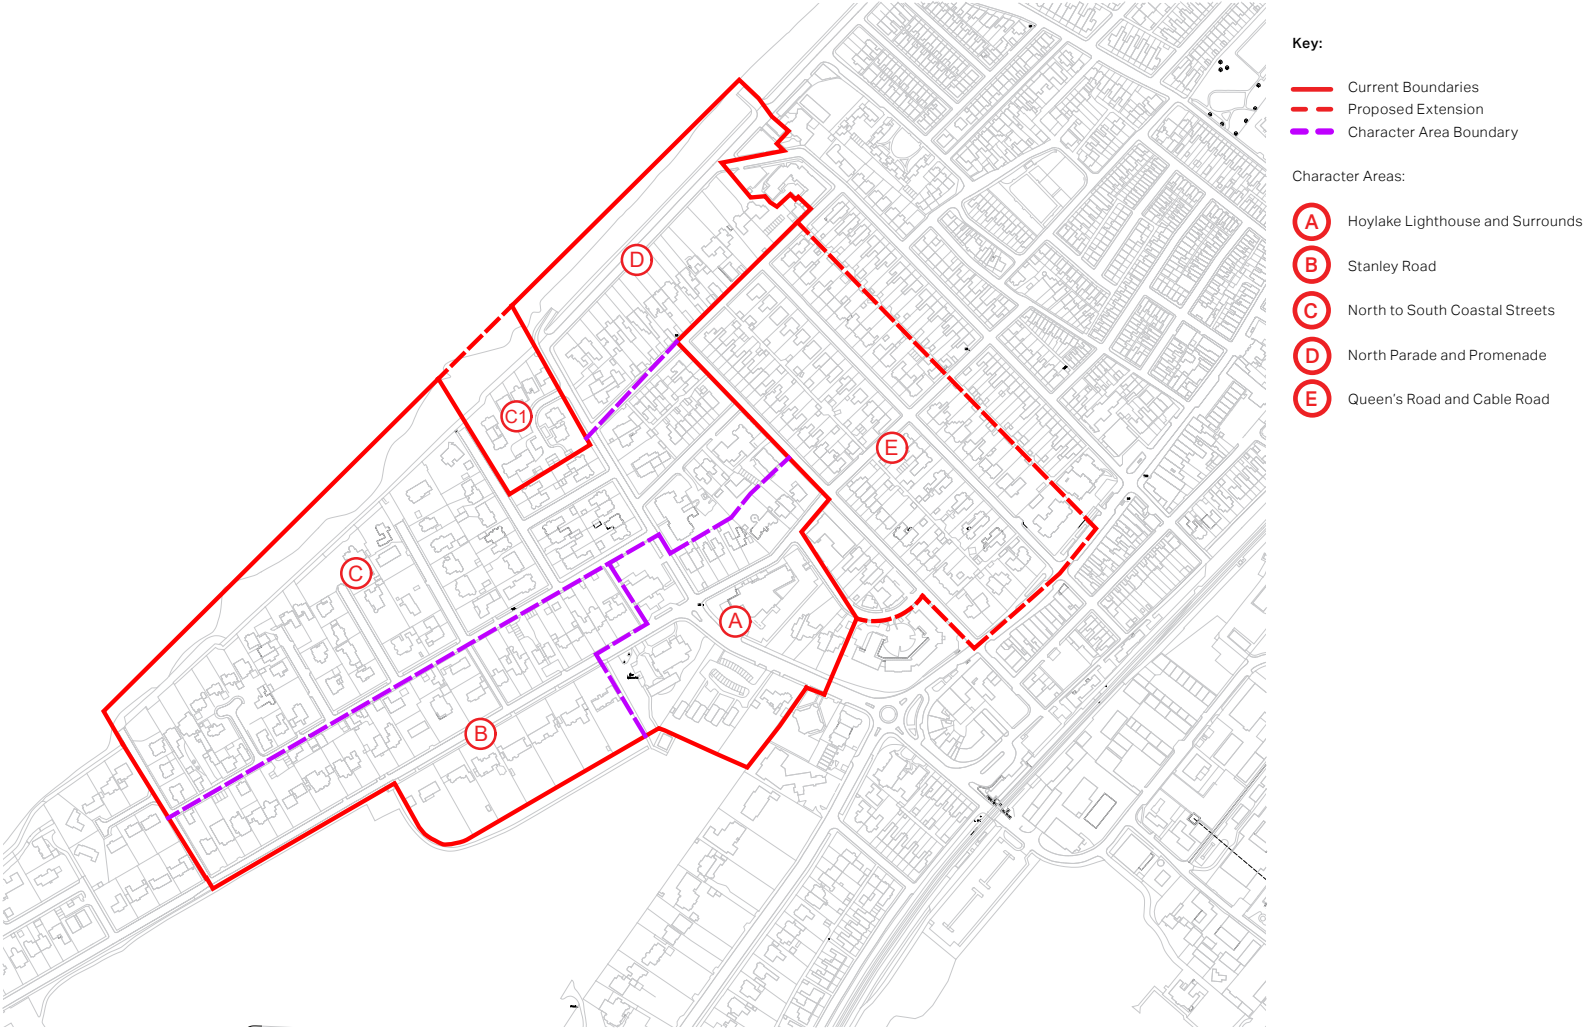 Key:
Current Boundaries
Proposed Extension
Character Area Boundary
Character Areas:
A Hoylake Lighthouse and Surrounds
B Stanley Road
C North to South Coastal Streets
D North Parade and Promenade
E Queen's Road and Cable Road
D
C1
E
C
A
B